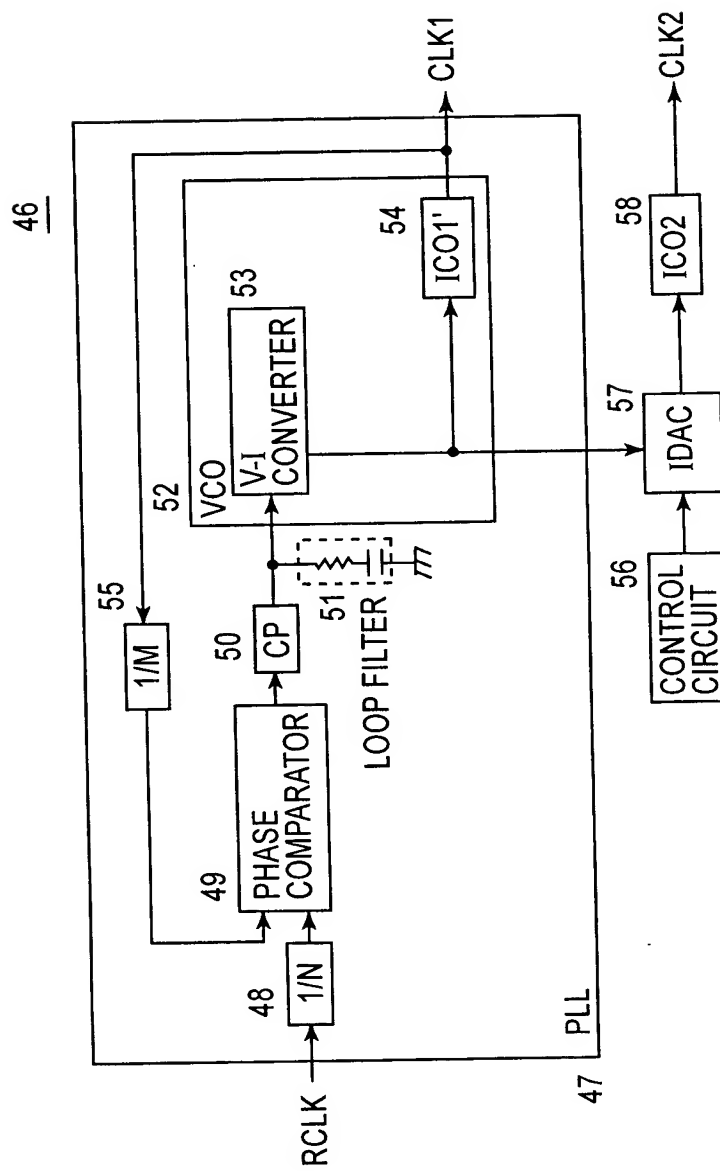 46
RCLK
48
1/N
49
PHASE
COMPARATOR
50
CP
51
LOOP FILTER
52
VCO
53
V-I
CONVERTER
54
ICO1'
55
1/M
CLK1
PLL
47
56
CONTROL
CIRCUIT
57
IDAC
58
ICO2
CLK2